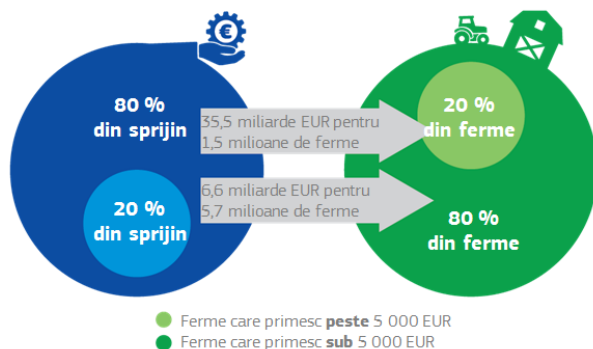 80 %
din sprijin
35,5 miliarde EUR pentru
1,5 milioane de ferme
20 %
din ferme
20 %
din sprijin
6,6 miliarde EUR pentru
5,7 milioane de ferme
80 %
din ferme
Ferme care primesc peste 5 000 EUR
Ferme care primesc sub 5 000 EUR